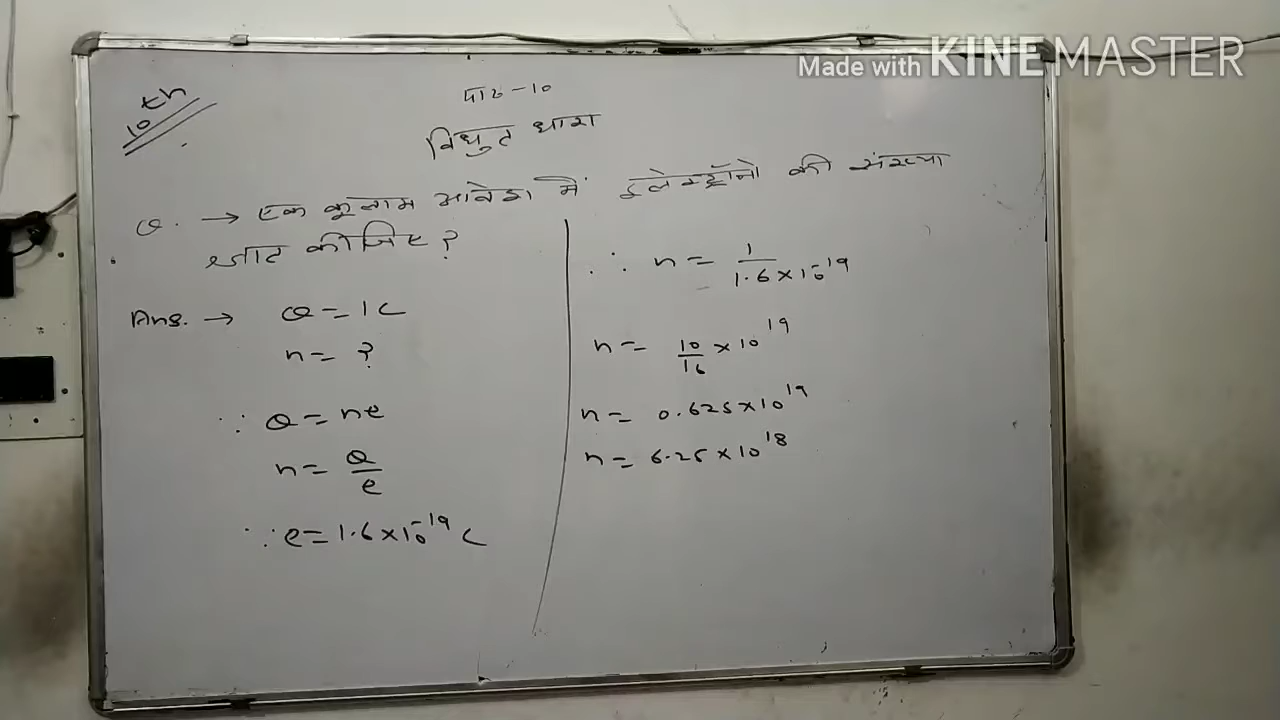 Made with KINEMASTER
10th
पाठ-10
विधुत धारा
Q. → एक कूलाम आवेश में इलेक्ट्रॉनो की संख्या
ज्ञात कीजिए ?
Ans. → Q = 1C
n = ?
∵ Q = ne
n = Q/e
∵ e = 1.6 × 10⁻¹⁹ C
∴ n = 1/1.6 × 10⁻¹⁹
n = 10/16 × 10¹⁹
n = 0.625 × 10¹⁹
n = 6.25 × 10¹⁸